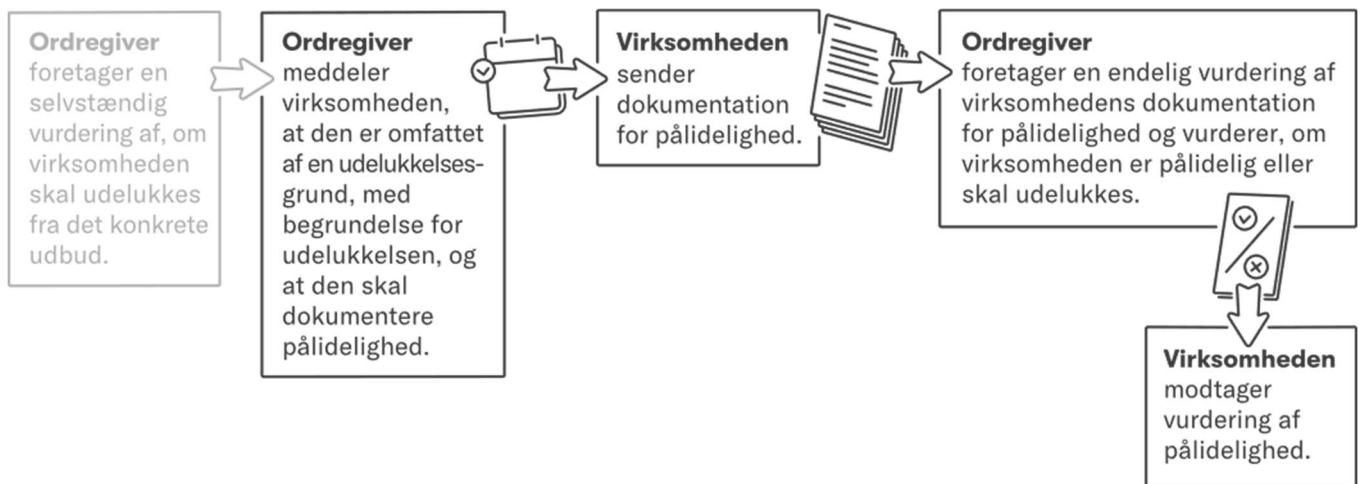 Ordregiver
foretager en
selvstændig
vurdering af, om
virksomheden
skal udelukkes
fra det konkrete
udbud.
Ordregiver
meddeler
virksomheden,
at den er omfattet
af en udelukkelses-
grund, med
begrundelse for
udelukkelsen, og
at den skal
dokumentere
pålidelighed.
Virksomheden
sender
dokumentation
for pålidelighed.
Ordregiver
foretager en endelig vurdering af
virksomhedens dokumentation
for pålidelighed og vurderer, om
virksomheden er pålidelig eller
skal udelukkes.
Virksomheden
modtager
vurdering af
pålidelighed.